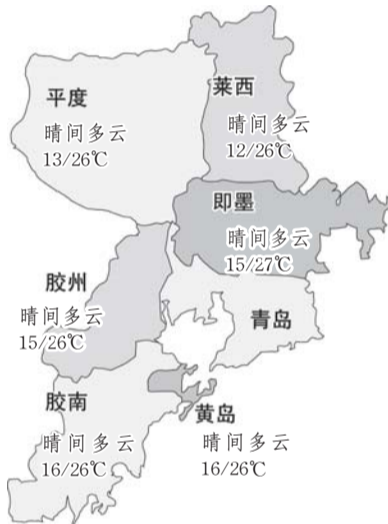 平度
晴间多云
13/26℃
莱西
晴间多云
12/26℃
即墨
晴间多云
15/27℃
胶州
晴间多云
15/26℃
青岛
胶南
晴间多云
16/26℃
黄岛
晴间多云
16/26℃